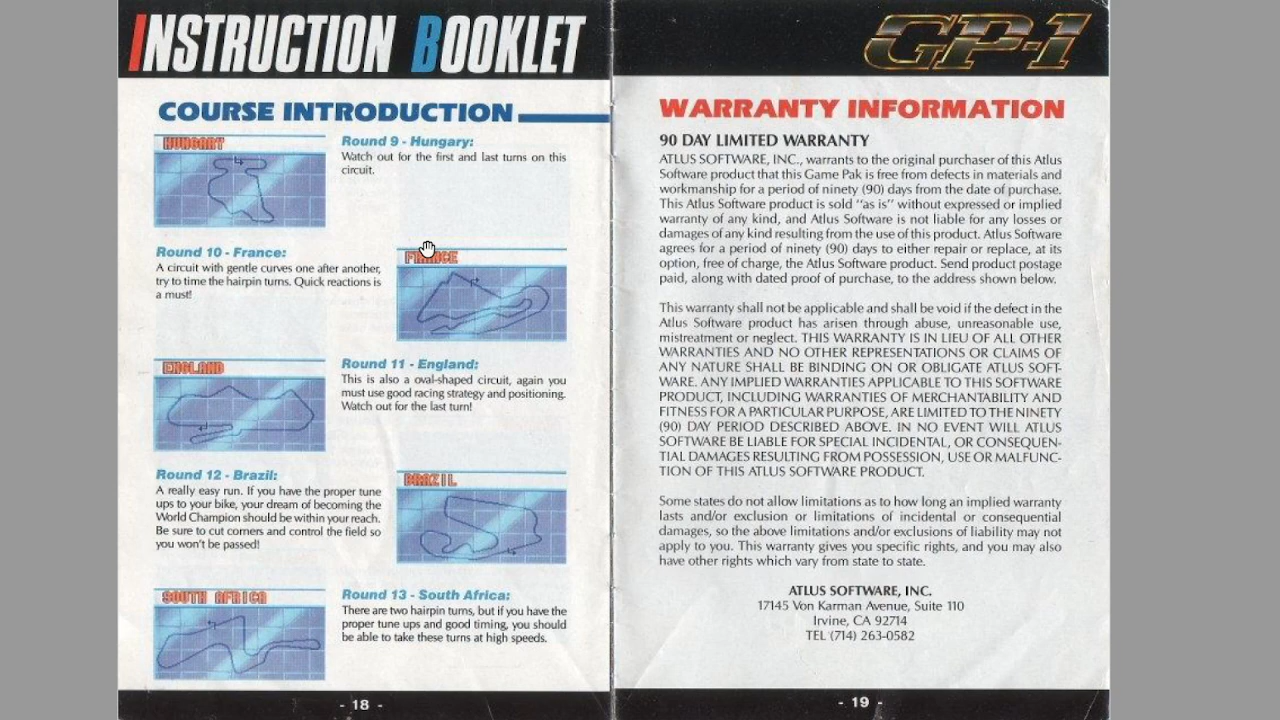 INSTRUCTION BOOKLET
COURSE INTRODUCTION
HUNGARY
Round 9 - Hungary:
Watch out for the first and last turns on this
circuit.
Round 10 - France:
A circuit with gentle curves one after another,
try to time the hairpin turns. Quick reactions is
a must!
FRANCE
ENGLAND
Round 11 - England:
This is also a oval-shaped circuit, again you
must use good racing strategy and positioning.
Watch out for the last turn!
Round 12 - Brazil:
A really easy run. If you have the proper tune
ups to your bike, your dream of becoming the
World Champion should be within your reach.
Be sure to cut corners and control the field so
you won't be passed!
BRAZIL
SOUTH AFRICA
Round 13 - South Africa:
There are two hairpin turns, but if you have the
proper tune ups and good timing, you should
be able to take these turns at high speeds.
- 18 -
GP-1
WARRANTY INFORMATION
90 DAY LIMITED WARRANTY
ATLUS SOFTWARE, INC., warrants to the original purchaser of this Atlus
Software product that this Game Pak is free from defects in materials and
workmanship for a period of ninety (90) days from the date of purchase.
This Atlus Software product is sold "as is" without expressed or implied
warranty of any kind, and Atlus Software is not liable for any losses or
damages of any kind resulting from the use of this product. Atlus Software
agrees for a period of ninety (90) days to either repair or replace, at its
option, free of charge, the Atlus Software product. Send product postage
paid, along with dated proof of purchase, to the address shown below.
This warranty shall not be applicable and shall be void if the defect in the
Atlus Software product has arisen through abuse, unreasonable use,
mistreatment or neglect. THIS WARRANTY IS IN LIEU OF ALL OTHER
WARRANTIES AND NO OTHER REPRESENTATIONS OR CLAIMS OF
ANY NATURE SHALL BE BINDING ON OR OBLIGATE ATLUS SOFT-
WARE. ANY IMPLIED WARRANTIES APPLICABLE TO THIS SOFTWARE
PRODUCT, INCLUDING WARRANTIES OF MERCHANTABILITY AND
FITNESS FOR A PARTICULAR PURPOSE, ARE LIMITED TO THE NINETY
(90) DAY PERIOD DESCRIBED ABOVE. IN NO EVENT WILL ATLUS
SOFTWARE BE LIABLE FOR SPECIAL INCIDENTAL, OR CONSEQUEN-
TIAL DAMAGES RESULTING FROM POSSESSION, USE OR MALFUNC-
TION OF THIS ATLUS SOFTWARE PRODUCT.
Some states do not allow limitations as to how long an implied warranty
lasts and/or exclusion or limitations of incidental or consequential
damages, so the above limitations and/or exclusions of liability may not
apply to you. This warranty gives you specific rights, and you may also
have other rights which vary from state to state.
ATLUS SOFTWARE, INC.
17145 Von Karman Avenue, Suite 110
Irvine, CA 92714
TEL (714) 263-0582
- 19 -